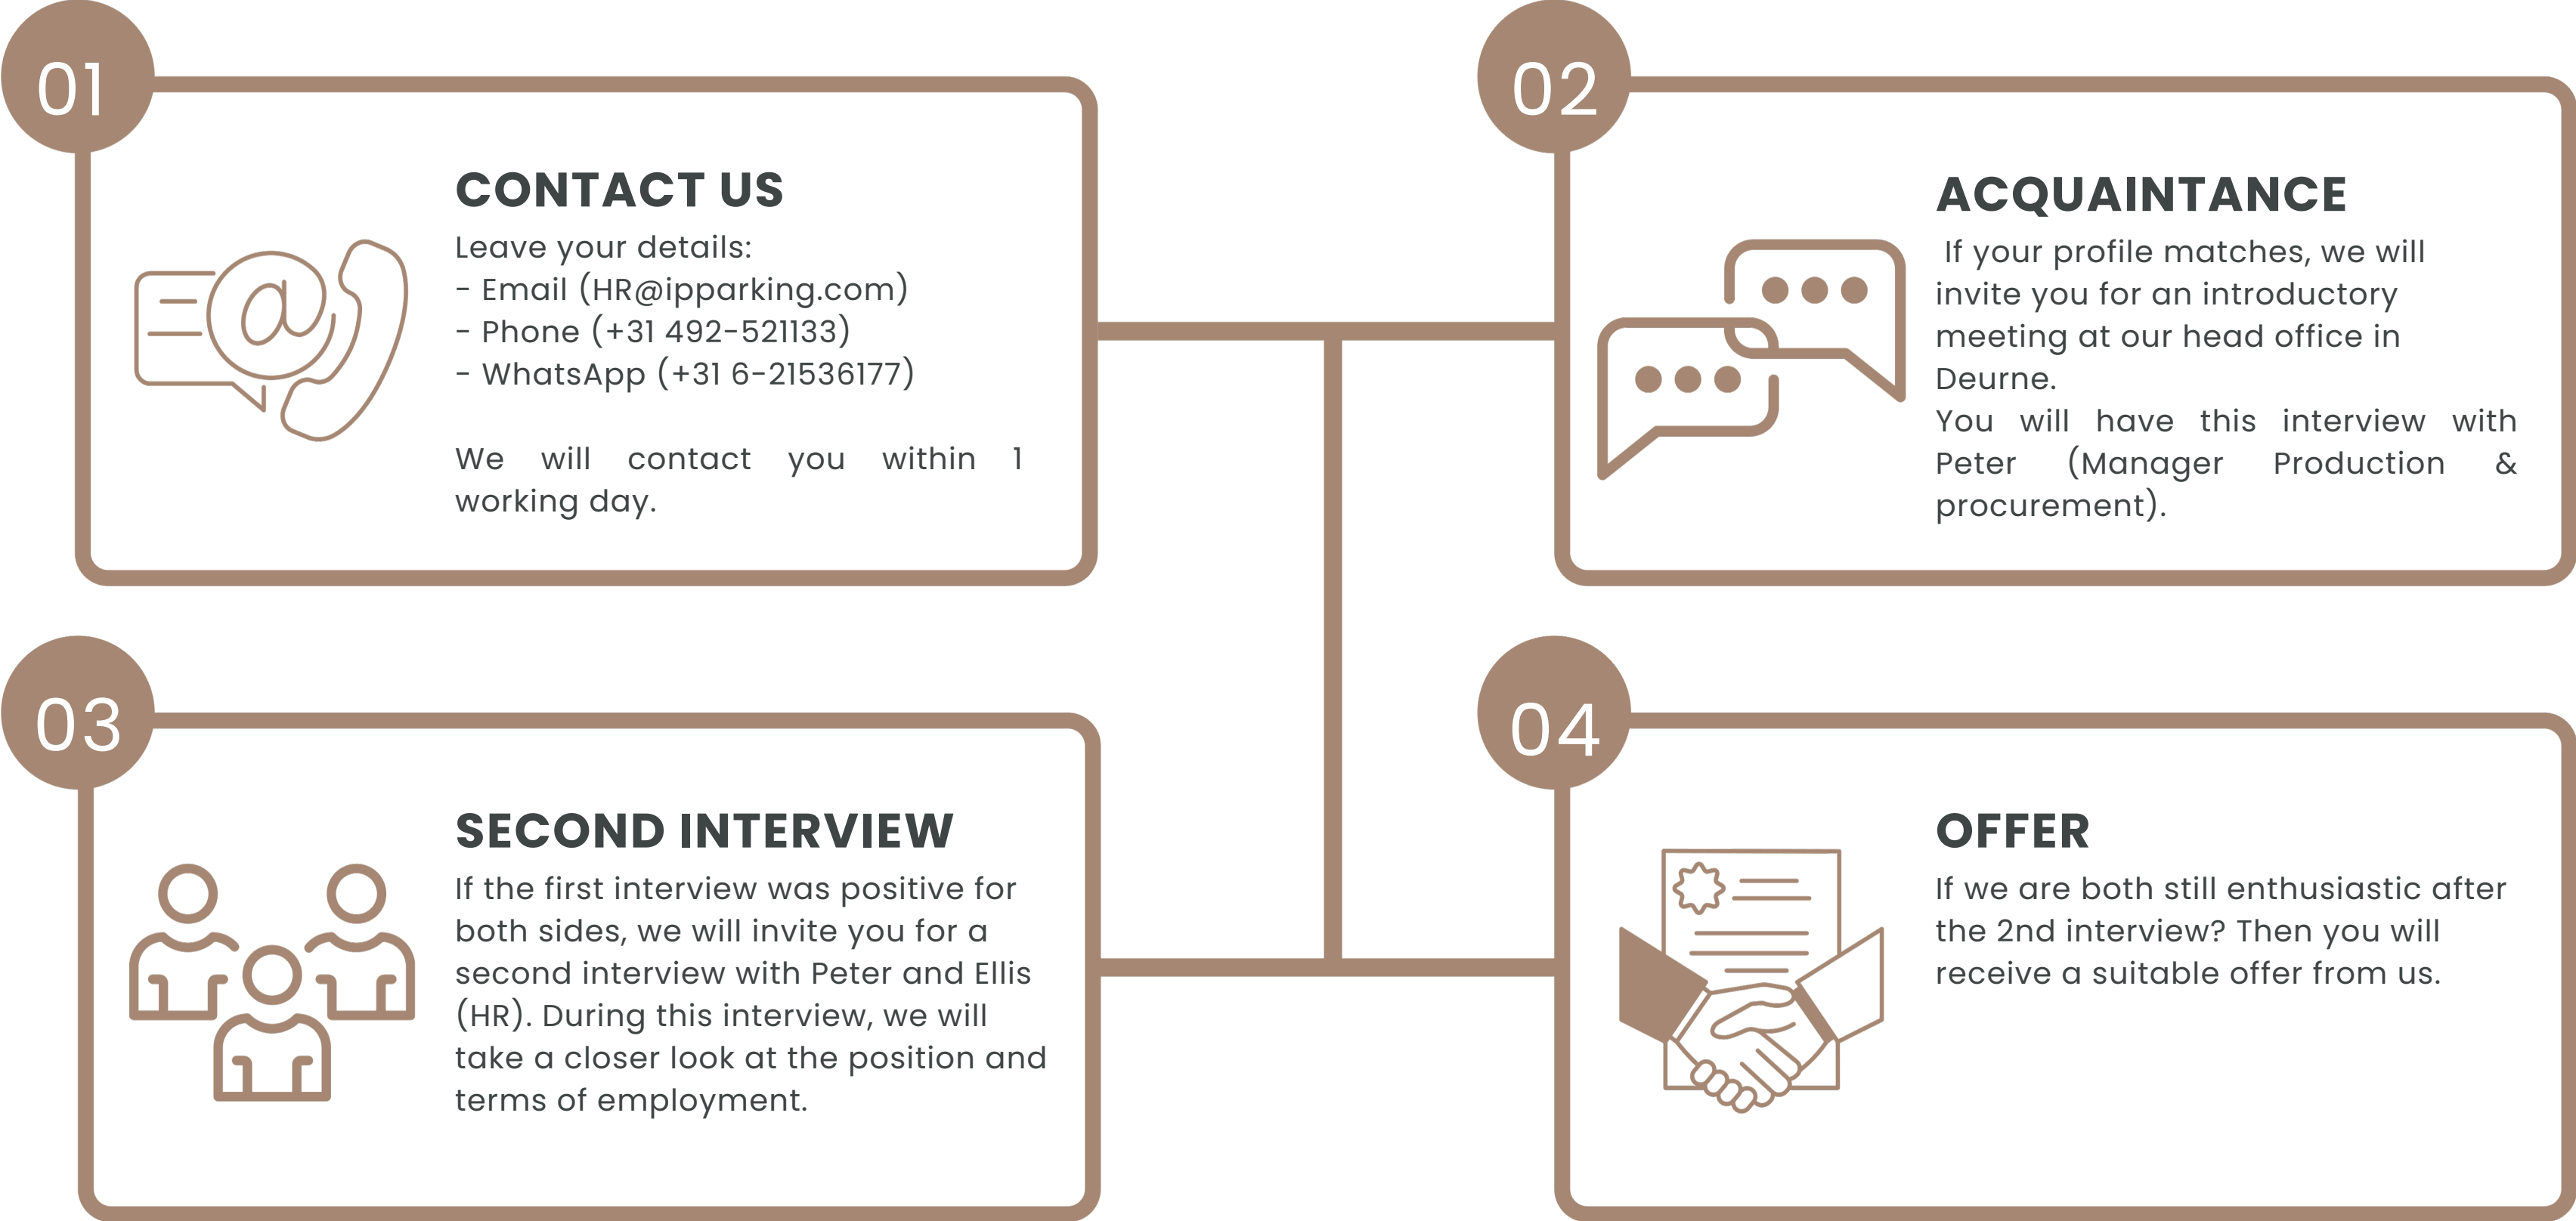 01
CONTACT US
Leave your details:
- Email (HR@ipparking.com)
- Phone (+31 492-521133)
- WhatsApp (+31 6-21536177)
We will contact you within 1
working day.
02
ACQUAINTANCE
If your profile matches, we will
invite you for an introductory
meeting at our head office in
Deurne.
You will have this interview with
Peter (Manager Production &
procurement).
03
SECOND INTERVIEW
If the first interview was positive for
both sides, we will invite you for a
second interview with Peter and Ellis
(HR). During this interview, we will
take a closer look at the position and
terms of employment.
04
OFFER
If we are both still enthusiastic after
the 2nd interview? Then you will
receive a suitable offer from us.